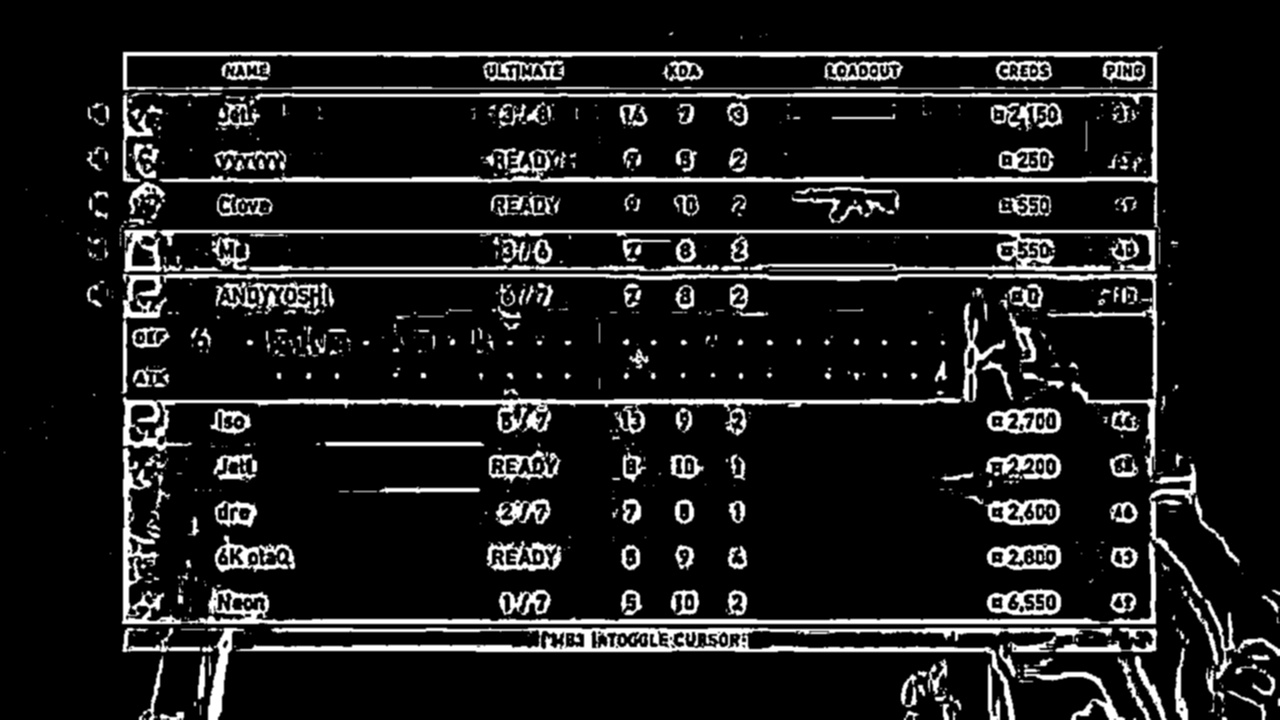 NAME ULTIMATE KDA LOADOUT CREDS PING
Jett 3/8 14 7 3 2,150
yyyyyy READY 7 8 2 250
Clove READY 9 10 2 550
Me 3/6 7 8 2 550
ANDYYOSHI 6/7 7 8 2 0
DEF
ATK
Iso 5/7 13 9 2 2,700
Jett READY 8 10 1 2,200
dre 2/7 7 8 1 2,600
6K READY 8 9 4 2,800
Neon 1/7 5 10 2 6,550
TOGGLE CURSOR